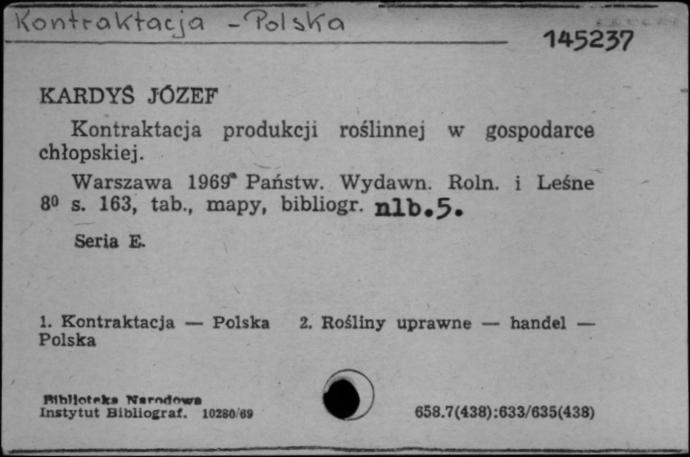 Kontraktacja - Polska
145237
KARDYŚ JÓZEF
Kontraktacja produkcji roślinnej w gospodarce
chłopskiej.
Warszawa 1969 Państw. Wydawn. Roln. i Leśne
8º s. 163, tab., mapy, bibliogr. nlb.5.
Seria E.
1. Kontraktacja — Polska 2. Rośliny uprawne — handel —
Polska
Biblioteka Narodowa
Instytut Bibliograf. 10280/69
658.7(438):633/635(438)